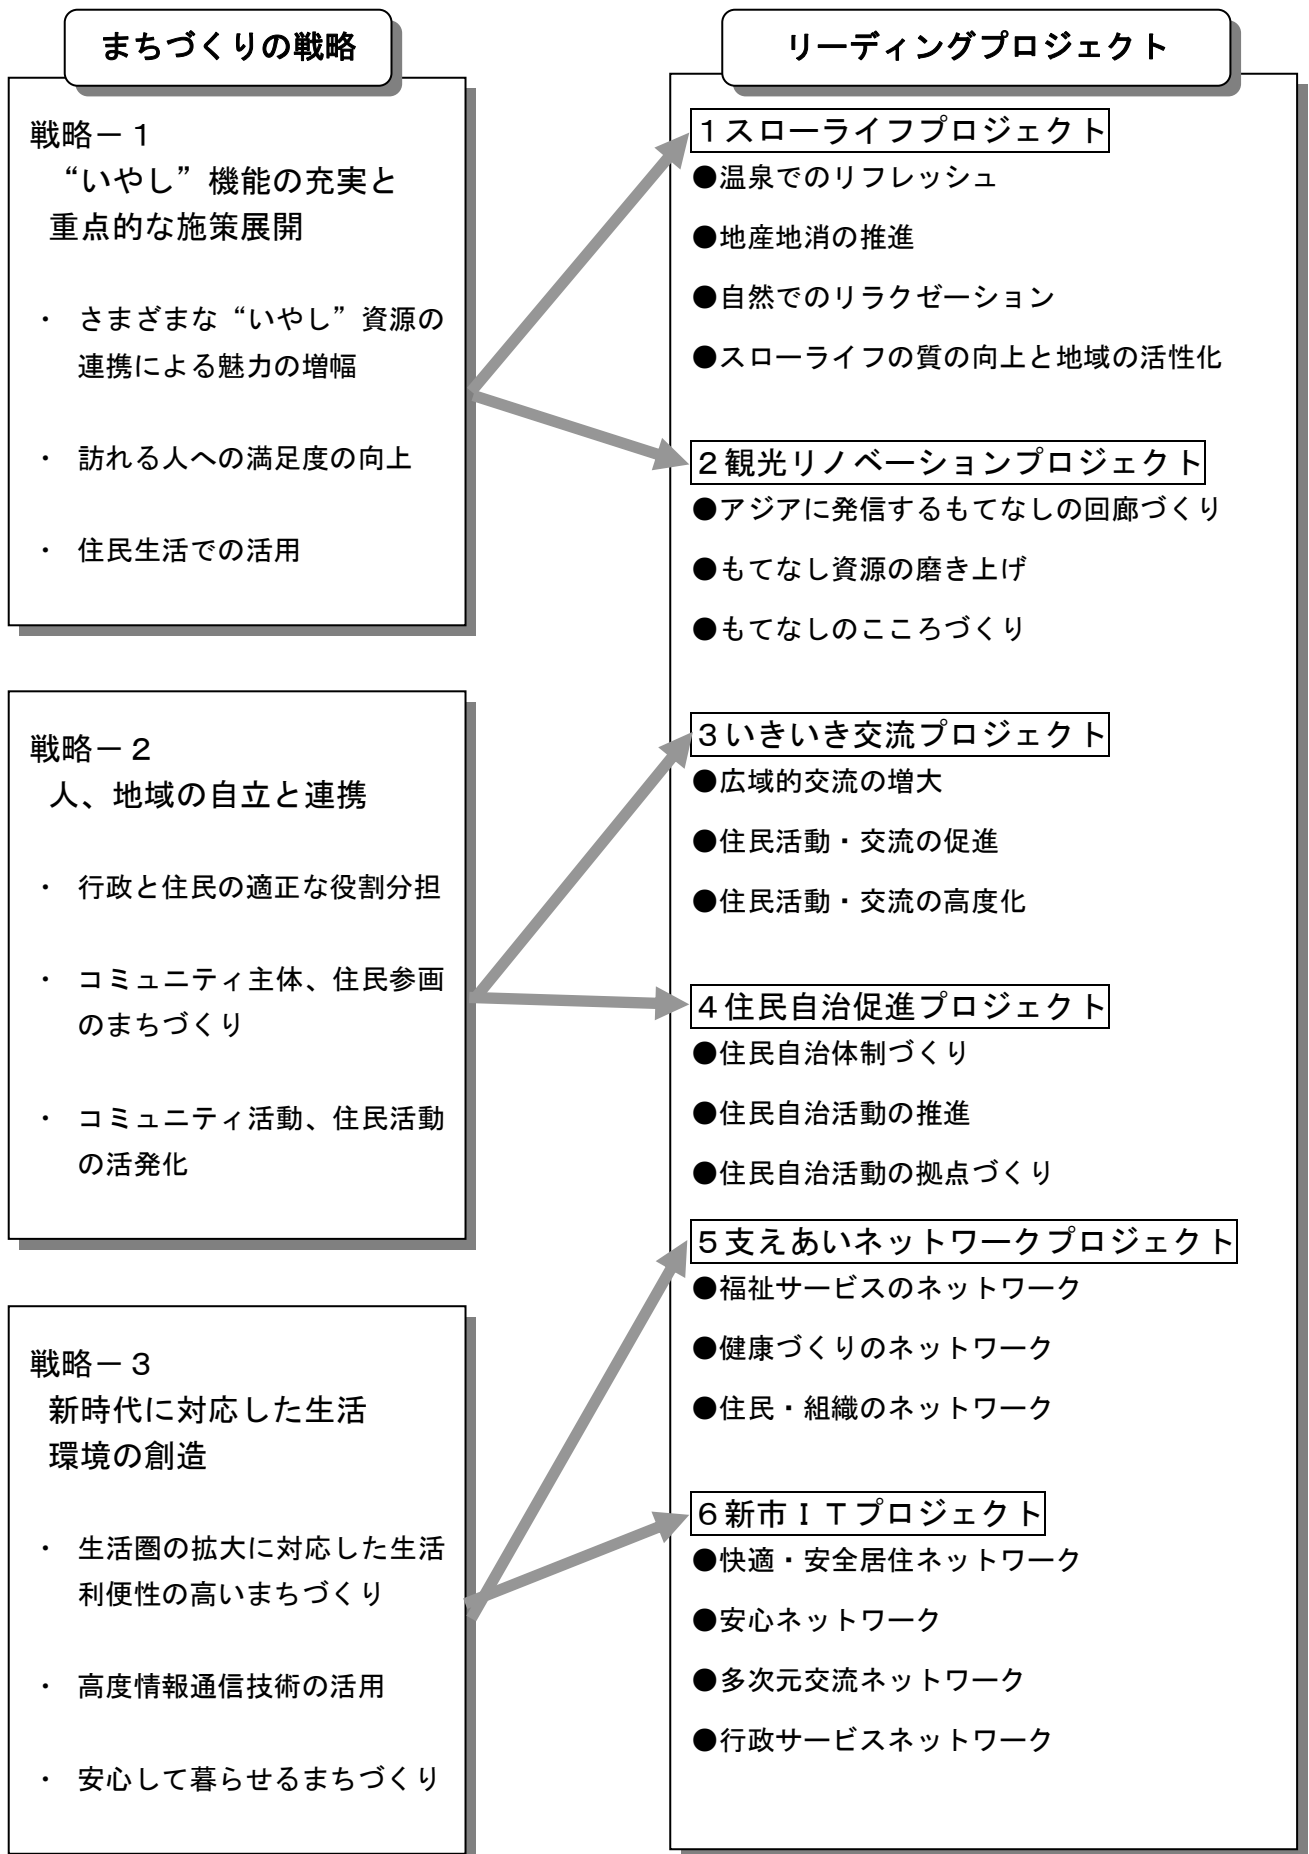 まちづくりの戦略
戦略－１
“いやし”機能の充実と
重点的な施策展開
・ さまざまな“いやし”資源の
連携による魅力の増幅
・ 訪れる人への満足度の向上
・ 住民生活での活用
戦略－２
人、地域の自立と連携
・ 行政と住民の適正な役割分担
・ コミュニティ主体、住民参画
のまちづくり
・ コミュニティ活動、住民活動
の活発化
戦略－３
新時代に対応した生活
環境の創造
・ 生活圏の拡大に対応した生活
利便性の高いまちづくり
・ 高度情報通信技術の活用
・ 安心して暮らせるまちづくり
リーディングプロジェクト
１スローライフプロジェクト
●温泉でのリフレッシュ
●地産地消の推進
●自然でのリラクゼーション
●スローライフの質の向上と地域の活性化
２観光リノベーションプロジェクト
●アジアに発信するもてなしの回廊づくり
●もてなし資源の磨き上げ
●もてなしのこころづくり
３いきいき交流プロジェクト
●広域的交流の増大
●住民活動・交流の促進
●住民活動・交流の高度化
４住民自治促進プロジェクト
●住民自治体制づくり
●住民自治活動の推進
●住民自治活動の拠点づくり
５支えあいネットワークプロジェクト
●福祉サービスのネットワーク
●健康づくりのネットワーク
●住民・組織のネットワーク
６新市ＩＴプロジェクト
●快適・安全居住ネットワーク
●安心ネットワーク
●多次元交流ネットワーク
●行政サービスネットワーク